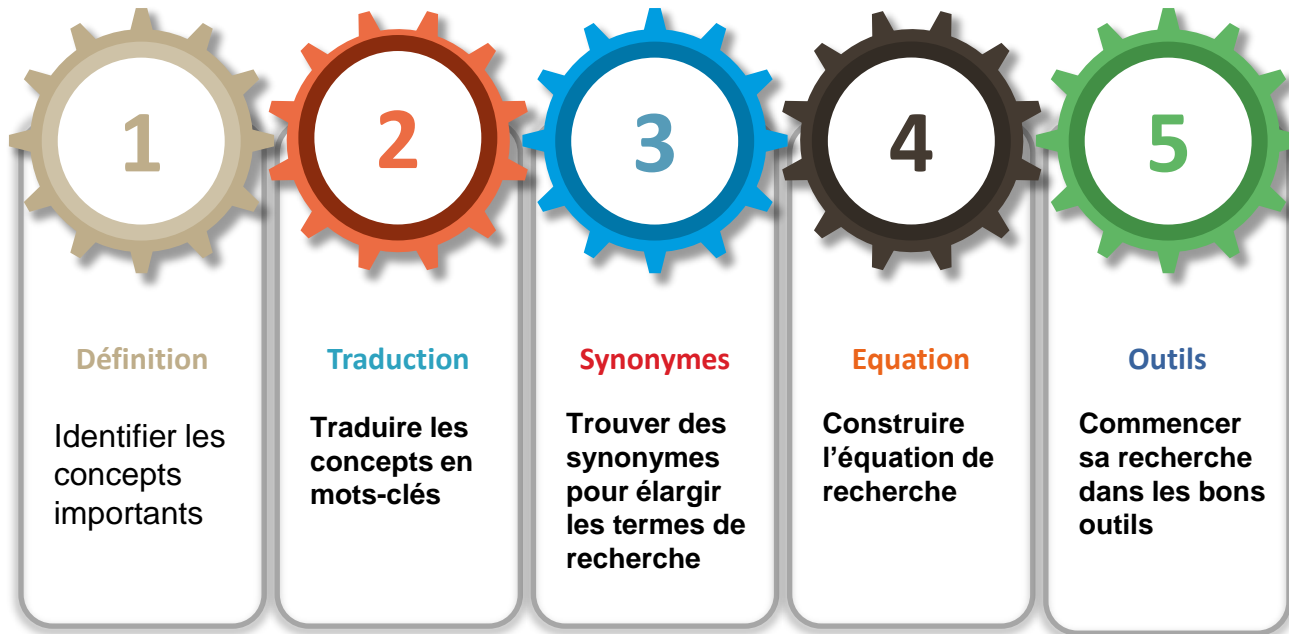 1
Définition
Identifier les
concepts
importants
2
Traduction
Traduire les
concepts en
mots-clés
3
Synonymes
Trouver des
synonymes
pour élargir
les termes de
recherche
4
Equation
Construire
l’équation de
recherche
5
Outils
Commencer
sa recherche
dans les bons
outils